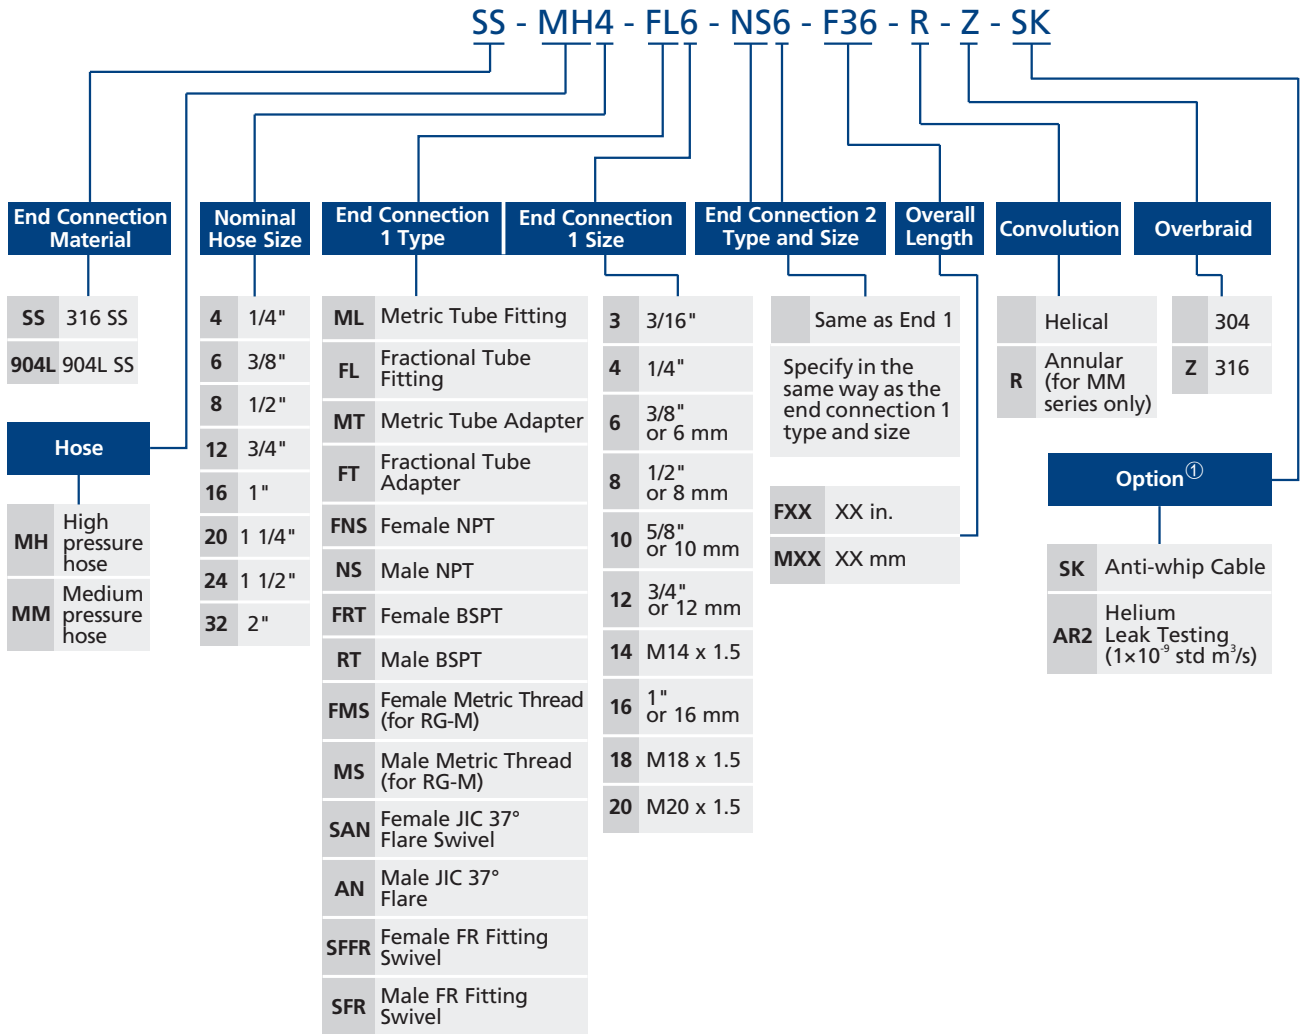 SS - MH4 - FL6 - NS6 - F36 - R - Z - SK
End Connection
Material
SS 316 SS
904L 904L SS
Hose
MH High
pressure
hose
MM Medium
pressure
hose
Nominal
Hose Size
4 1/4"
6 3/8"
8 1/2"
12 3/4"
16 1"
20 1 1/4"
24 1 1/2"
32 2"
End Connection
1 Type
ML Metric Tube Fitting
FL Fractional Tube
Fitting
MT Metric Tube Adapter
FT Fractional Tube
Adapter
FNS Female NPT
NS Male NPT
FRT Female BSPT
RT Male BSPT
FMS Female Metric Thread
(for RG-M)
MS Male Metric Thread
(for RG-M)
SAN Female JIC 37°
Flare Swivel
AN Male JIC 37°
Flare
SFFR Female FR Fitting
Swivel
SFR Male FR Fitting
Swivel
End Connection
1 Size
3 3/16"
4 1/4"
6 3/8"
or 6 mm
8 1/2"
or 8 mm
10 5/8"
or 10 mm
12 3/4"
or 12 mm
14 M14 x 1.5
16 1"
or 16 mm
18 M18 x 1.5
20 M20 x 1.5
End Connection 2
Type and Size
Same as End 1
Specify in the
same way as the
end connection 1
type and size
Overall
Length
FXX XX in.
MXX XX mm
Convolution
Helical
R Annular
(for MM
series only)
Overbraid
304
Z 316
Option①
SK Anti-whip Cable
AR2 Helium
Leak Testing
(1×10⁻⁹ std m³/s)